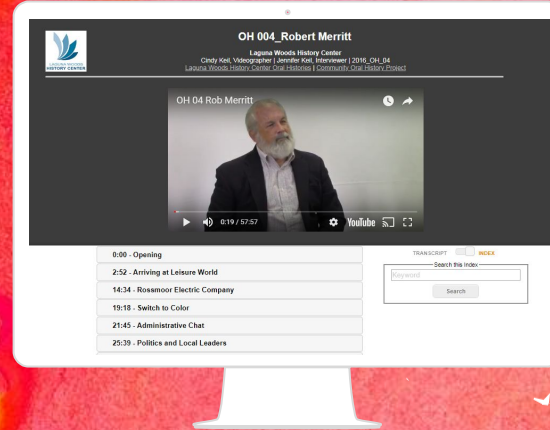 LAGUNA WOODS
HISTORY CENTER
OH 004_Robert Merritt
Laguna Woods History Center
Cindy Keil, Videographer | Jennifer Keil, Interviewer | 2016_OH_04
Laguna Woods History Center Oral Histories | Community Oral History Project
OH 04 Rob Merritt
0:19 / 57:57
YouTube
0:00 - Opening
2:52 - Arriving at Leisure World
14:34 - Rossmoor Electric Company
19:18 - Switch to Color
21:45 - Administrative Chat
25:39 - Politics and Local Leaders
TRANSCRIPT INDEX
Search this Index
Keyword
Search